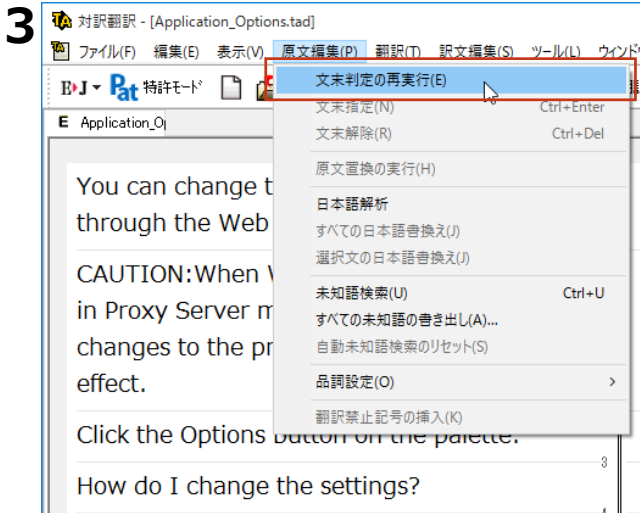 3
対訳翻訳 - [Application_Options.tad]
ファイル(F) 編集(E) 表示(V) 原文編集(P) 翻訳(T) 訳文編集(S) ツール(L) ウィンド
E▸J Pat 特許モード
文末判定の再実行(E)
文末指定(N) Ctrl+Enter
文末解除(R) Ctrl+Del
原文置換の実行(H)
日本語解析
すべての日本語書換え(J)
選択文の日本語書換え(J)
未知語検索(U) Ctrl+U
すべての未知語の書き出し(A)...
自動未知語検索のリセット(S)
品詞設定(O)
翻訳禁止記号の挿入(K)
E Application_O
You can change t
through the Web
CAUTION:When
in Proxy Server m
changes to the pr
effect.
Click the Options button on the palette.
3
How do I change the settings?